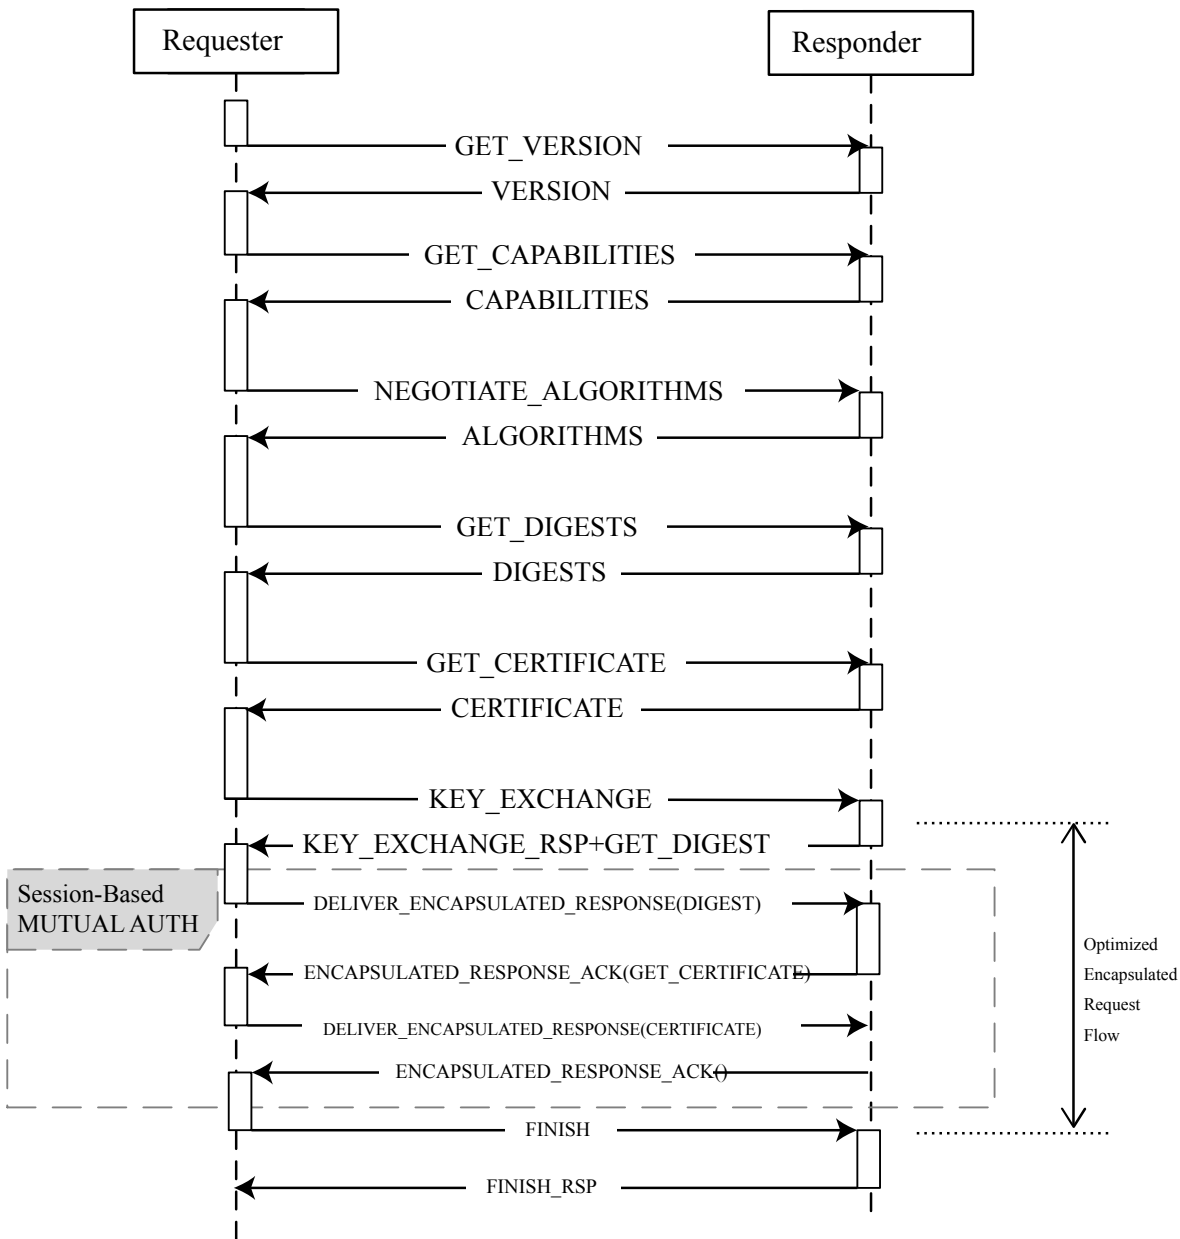 Requester
Responder
GET_VERSION
VERSION
GET_CAPABILITIES
CAPABILITIES
NEGOTIATE_ALGORITHMS
ALGORITHMS
GET_DIGESTS
DIGESTS
GET_CERTIFICATE
CERTIFICATE
KEY_EXCHANGE
KEY_EXCHANGE_RSP+GET_DIGEST
Session-Based
MUTUAL AUTH
DELIVER_ENCAPSULATED_RESPONSE(DIGEST)
ENCAPSULATED_RESPONSE_ACK(GET_CERTIFICATE)
DELIVER_ENCAPSULATED_RESPONSE(CERTIFICATE)
ENCAPSULATED_RESPONSE_ACK()
Optimized
Encapsulated
Request
Flow
FINISH
FINISH_RSP